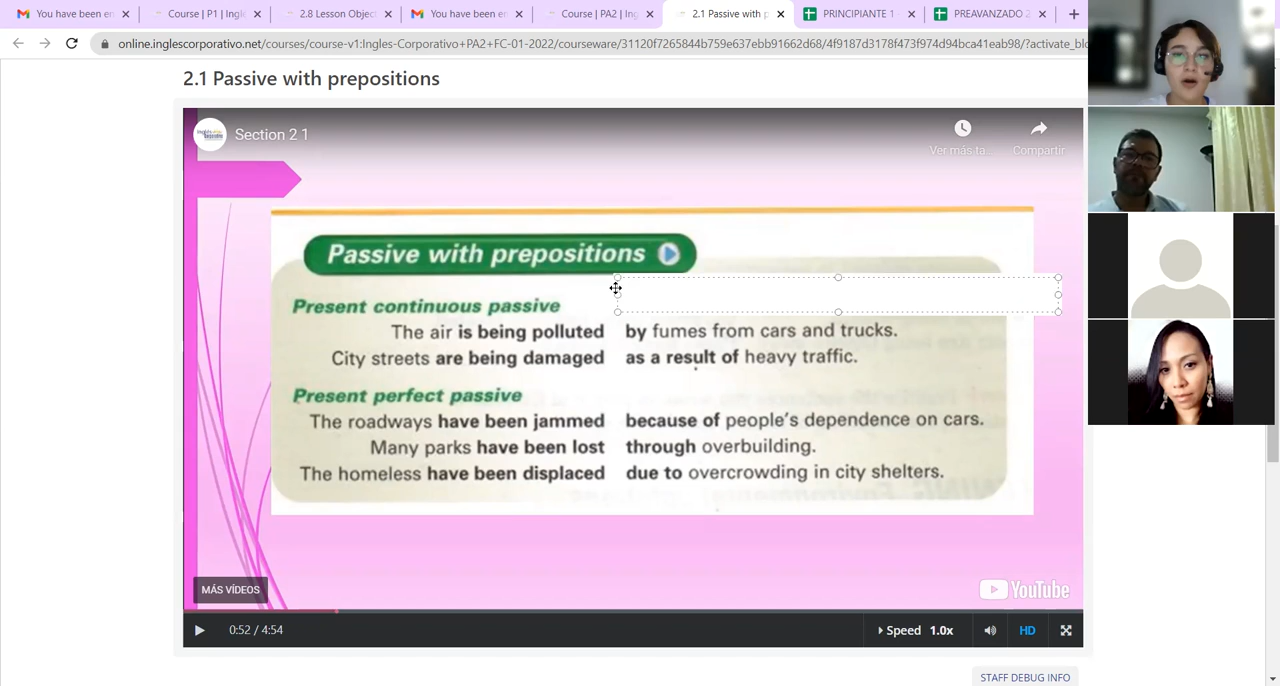 You have been en
Course | P1 | Ingle
2.8 Lesson Object
You have been en
Course | PA2 | Ing
2.1 Passive with p
PRINCIPIANTE 1
PREAVANZADO 2
online.inglescorporativo.net/courses/course-v1:Ingles-Corporativo+PA2+FC-01-2022/courseware/31120f7265844b759e637ebb91662d68/4f9187d3178f473f974d94bca41eab98/?activate_blo
2.1 Passive with prepositions
Section 2 1
Ver más ta...
Compartir
Passive with prepositions
Present continuous passive
The air is being polluted by fumes from cars and trucks.
City streets are being damaged as a result of heavy traffic.
Present perfect passive
The roadways have been jammed because of people's dependence on cars.
Many parks have been lost through overbuilding.
The homeless have been displaced due to overcrowding in city shelters.
MÁS VÍDEOS
YouTube
0:52 / 4:54
Speed 1.0x
HD
STAFF DEBUG INFO